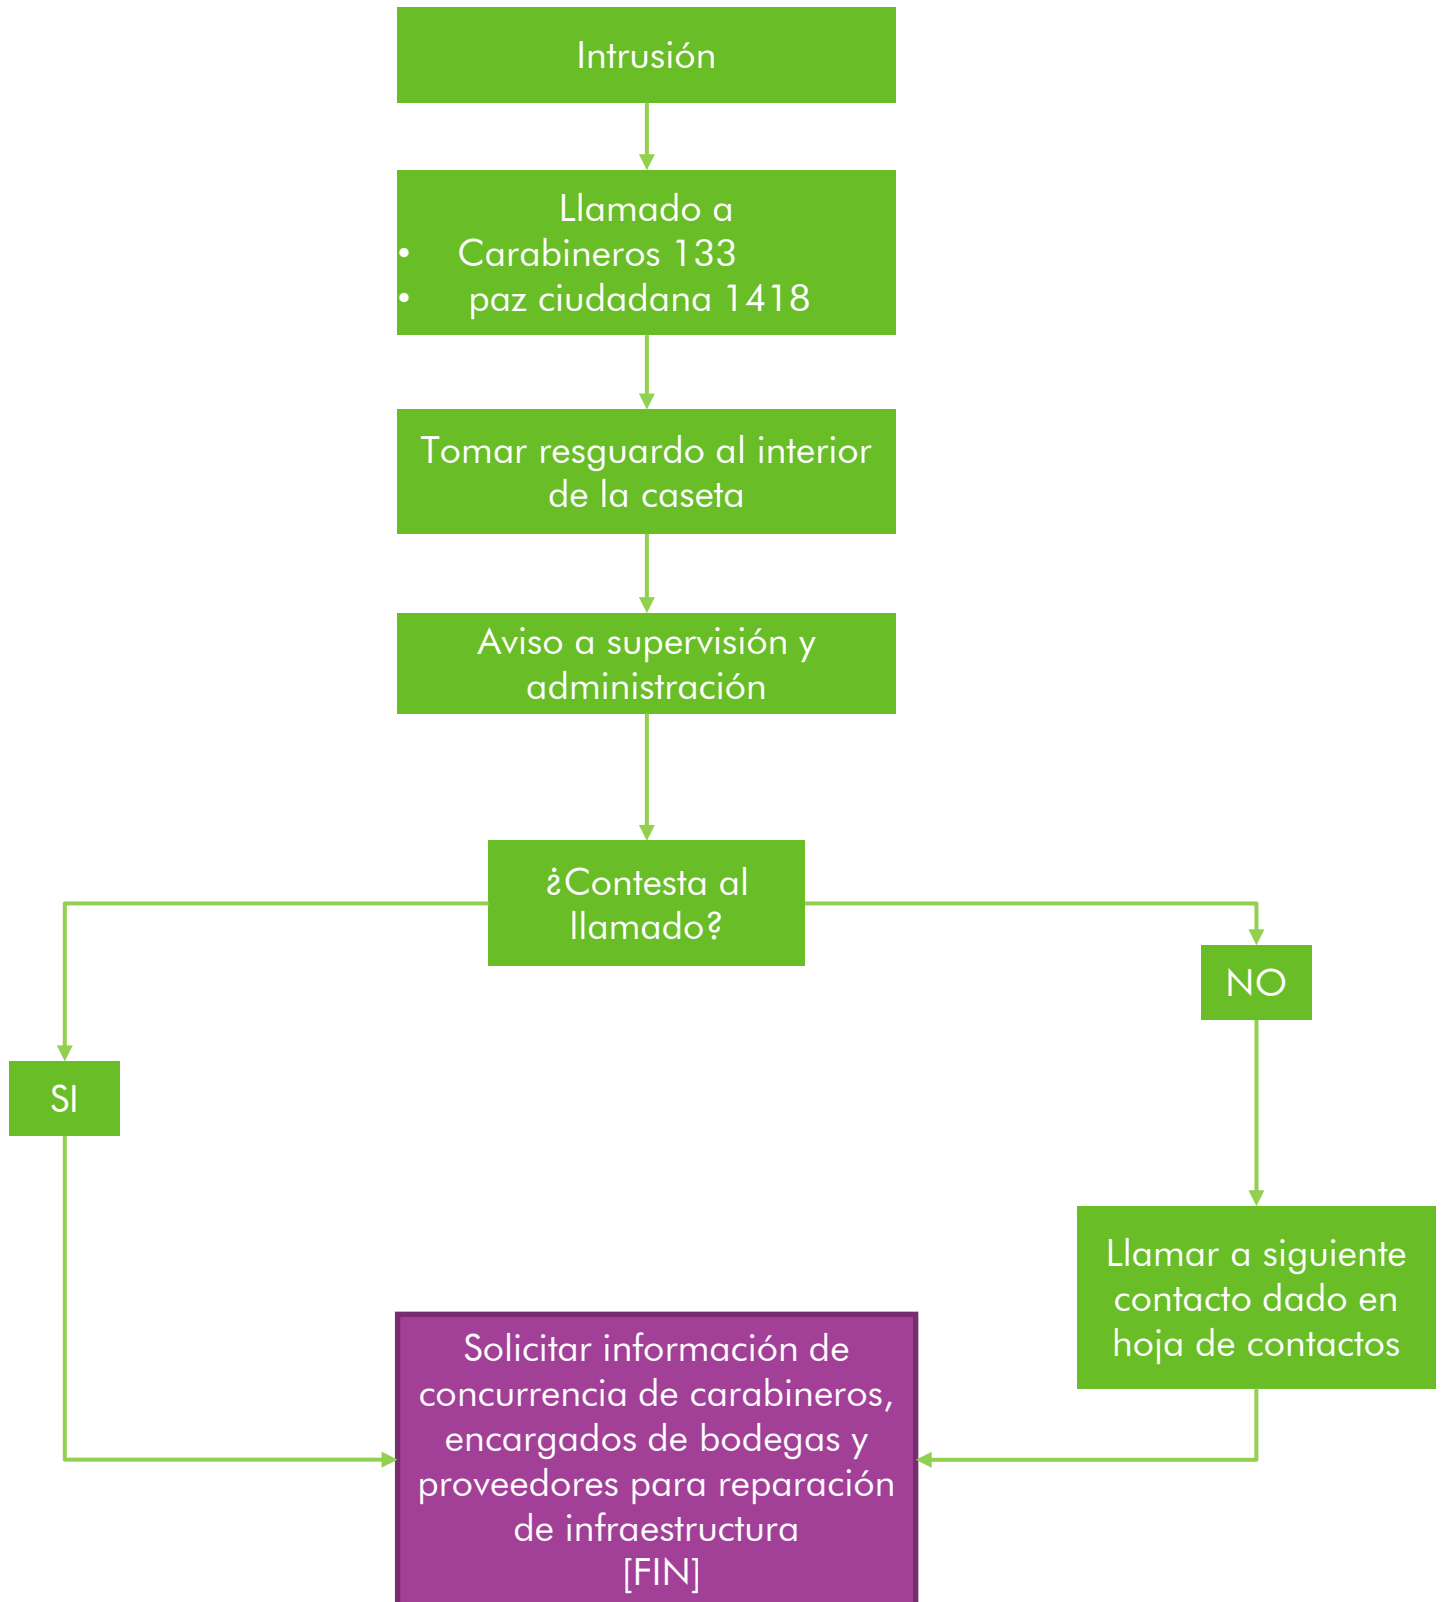 Intrusión
Llamado a
• Carabineros 133
• paz ciudadana 1418
Tomar resguardo al interior
de la caseta
Aviso a supervisión y
administración
¿Contesta al
llamado?
NO
SI
Llamar a siguiente
contacto dado en
hoja de contactos
Solicitar información de
concurrencia de carabineros,
encargados de bodegas y
proveedores para reparación
de infraestructura
[FIN]